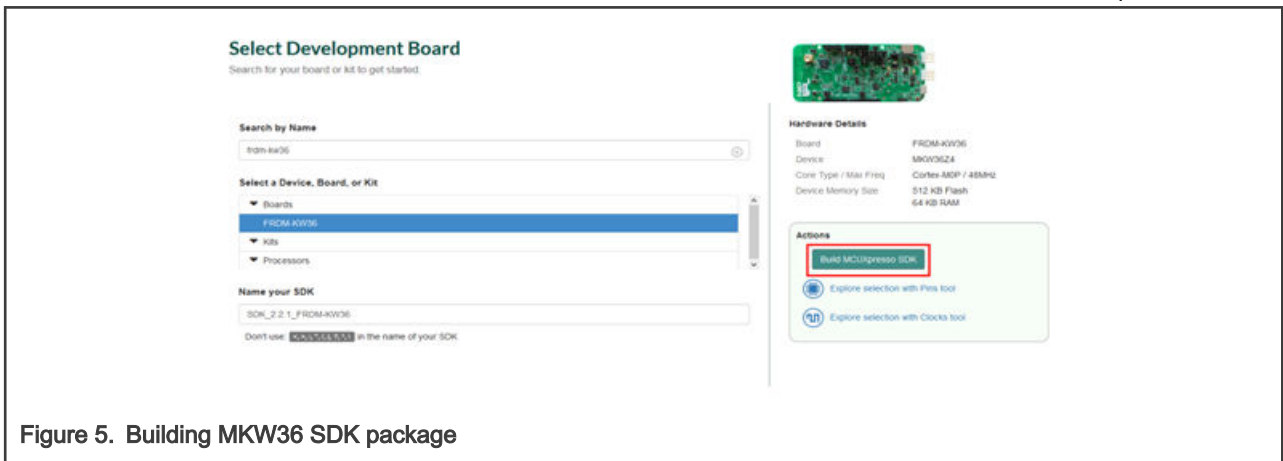 Select Development Board
Search for your board or kit to get started.
Search by Name
frdm-kw36
Select a Device, Board, or Kit
Boards
FRDM-KW36
Kits
Processors
Name your SDK
SDK_2.2.1_FRDM-KW36
Don't use in the name of your SDK
Hardware Details
Board FRDM-KW36
Device MKW36Z4
Core Type / Max Freq Cortex-M0P / 48MHz
Device Memory Size 512 KB Flash
64 KB RAM
Actions
Build MCUXpresso SDK
Explore selection with Pins tool
Explore selection with Clocks tool
Figure 5. Building MKW36 SDK package